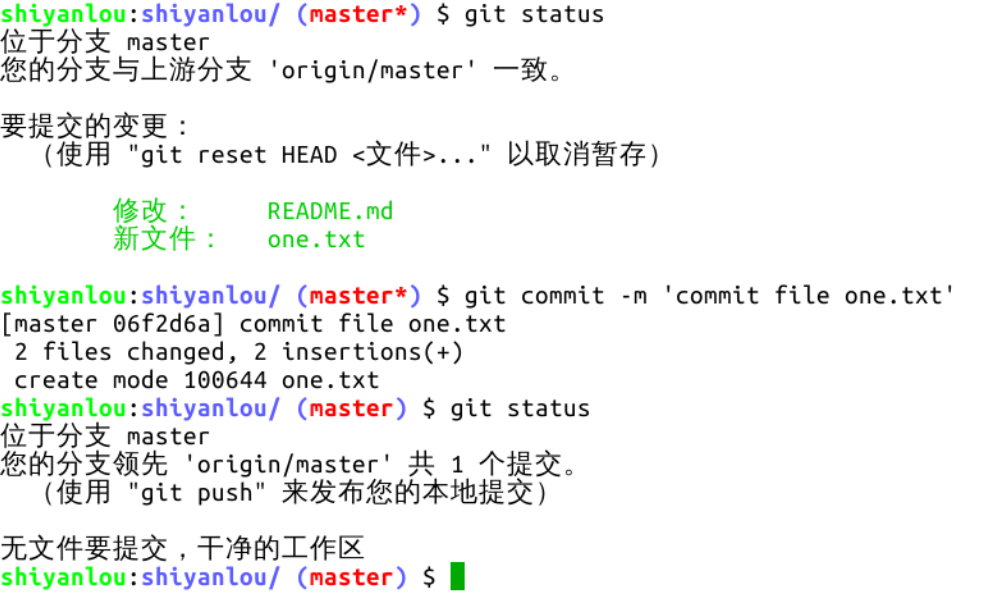 shiyanlou:shiyanlou/ (master*) $ git status
位于分支 master
您的分支与上游分支 'origin/master' 一致。
要提交的变更：
（使用 "git reset HEAD <文件>..." 以取消暂存）
修改： README.md
新文件： one.txt
shiyanlou:shiyanlou/ (master*) $ git commit -m 'commit file one.txt'
[master 06f2d6a] commit file one.txt
2 files changed, 2 insertions(+)
create mode 100644 one.txt
shiyanlou:shiyanlou/ (master) $ git status
位于分支 master
您的分支领先 'origin/master' 共 1 个提交。
（使用 "git push" 来发布您的本地提交）
无文件要提交，干净的工作区
shiyanlou:shiyanlou/ (master) $